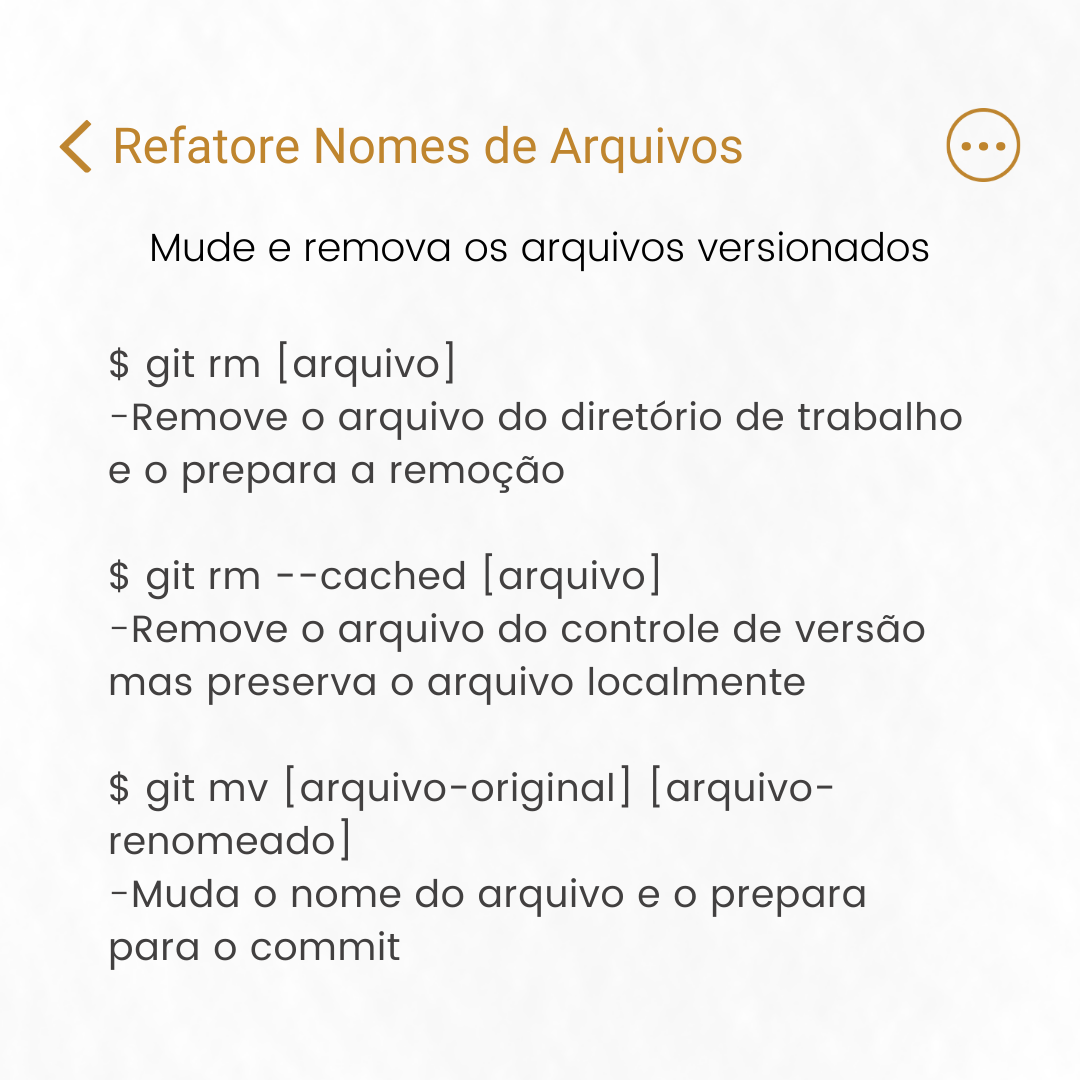 Refatore Nomes de Arquivos
Mude e remova os arquivos versionados
$ git rm [arquivo]
-Remove o arquivo do diretório de trabalho
e o prepara a remoção
$ git rm --cached [arquivo]
-Remove o arquivo do controle de versão
mas preserva o arquivo localmente
$ git mv [arquivo-original] [arquivo-
renomeado]
-Muda o nome do arquivo e o prepara
para o commit